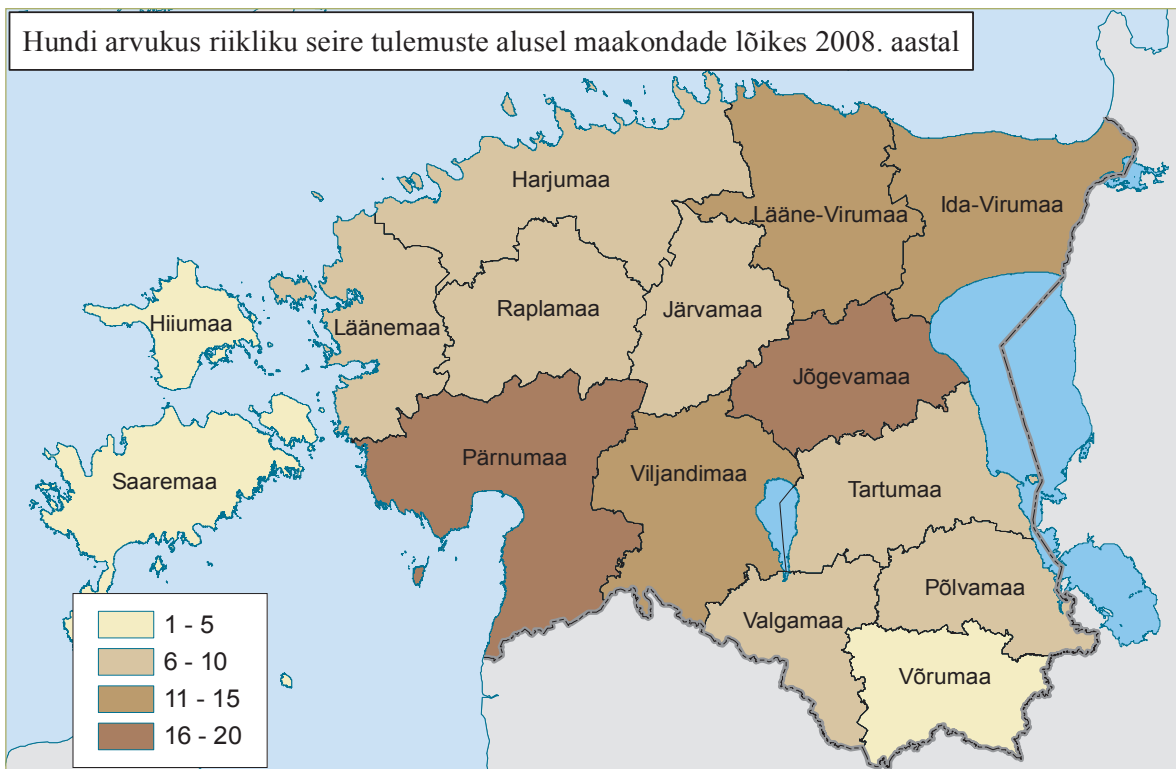 Hundi arvukus riikliku seire tulemuste alusel maakondade lõikes 2008. aastal
Harjumaa
Lääne-Virumaa
Ida-Virumaa
Hiiumaa
Läänemaa
Raplamaa
Järvamaa
Jõgevamaa
Saaremaa
Pärnumaa
Viljandimaa
Tartumaa
Põlvamaa
Valgamaa
Võrumaa
1 - 5
6 - 10
11 - 15
16 - 20